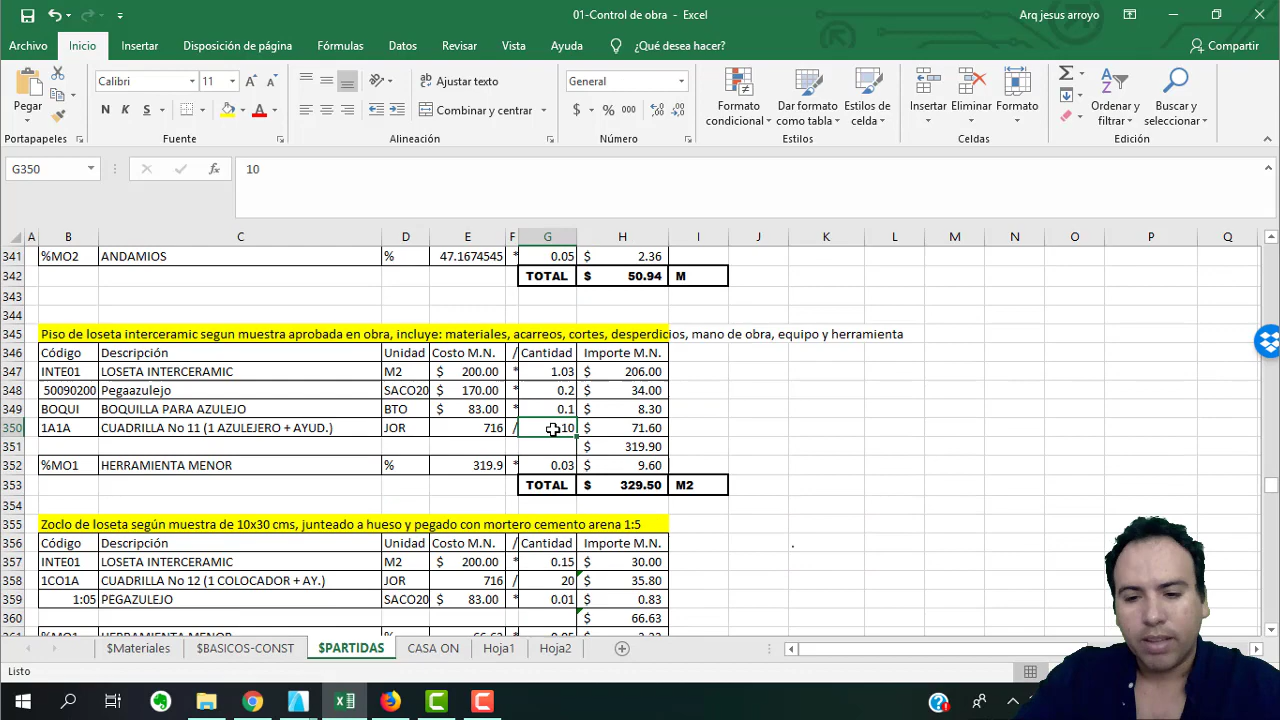 01-Control de obra - Excel
Arq jesus arroyo
Archivo Inicio Insertar Disposición de página Fórmulas Datos Revisar Vista Ayuda ¿Qué desea hacer? Compartir
Pegar
Calibri 11
N K S
Ajustar texto
Combinar y centrar
General
$ % 000
Formato condicional
Dar formato como tabla
Estilos de celda
Insertar
Eliminar
Formato
Ordenar y filtrar
Buscar y seleccionar
Portapapeles Fuente Alineación Número Estilos Celdas Edición
G350 fx 10
A B C D E F G H I J K L M N O P Q
341 %MO2 ANDAMIOS % 47.1674545 * 0.05 $ 2.36
342 TOTAL $ 50.94 M
343
344
345 Piso de loseta interceramic segun muestra aprobada en obra, incluye: materiales, acarreos, cortes, desperdicios, mano de obra, equipo y herramienta
346 Código Descripción Unidad Costo M.N. / Cantidad Importe M.N.
347 INTE01 LOSETA INTERCERAMIC M2 $ 200.00 * 1.03 $ 206.00
348 50090200 Pegaazulejo SACO20 $ 170.00 * 0.2 $ 34.00
349 BOQUI BOQUILLA PARA AZULEJO BTO $ 83.00 * 0.1 $ 8.30
350 1A1A CUADRILLA No 11 (1 AZULEJERO + AYUD.) JOR 716 / 10 $ 71.60
351 $ 319.90
352 %MO1 HERRAMIENTA MENOR % 319.9 * 0.03 $ 9.60
353 TOTAL $ 329.50 M2
354
355 Zoclo de loseta según muestra de 10x30 cms, junteado a hueso y pegado con mortero cemento arena 1:5
356 Código Descripción Unidad Costo M.N. / Cantidad Importe M.N.
357 INTE01 LOSETA INTERCERAMIC M2 $ 200.00 * 0.15 $ 30.00
358 1CO1A CUADRILLA No 12 (1 COLOCADOR + AY.) JOR 716 / 20 $ 35.80
359 1:05 PEGAZULEJO SACO20 $ 83.00 * 0.01 $ 0.83
360 $ 66.63
$Materiales $BASICOS-CONST $PARTIDAS CASA ON Hoja1 Hoja2
Listo